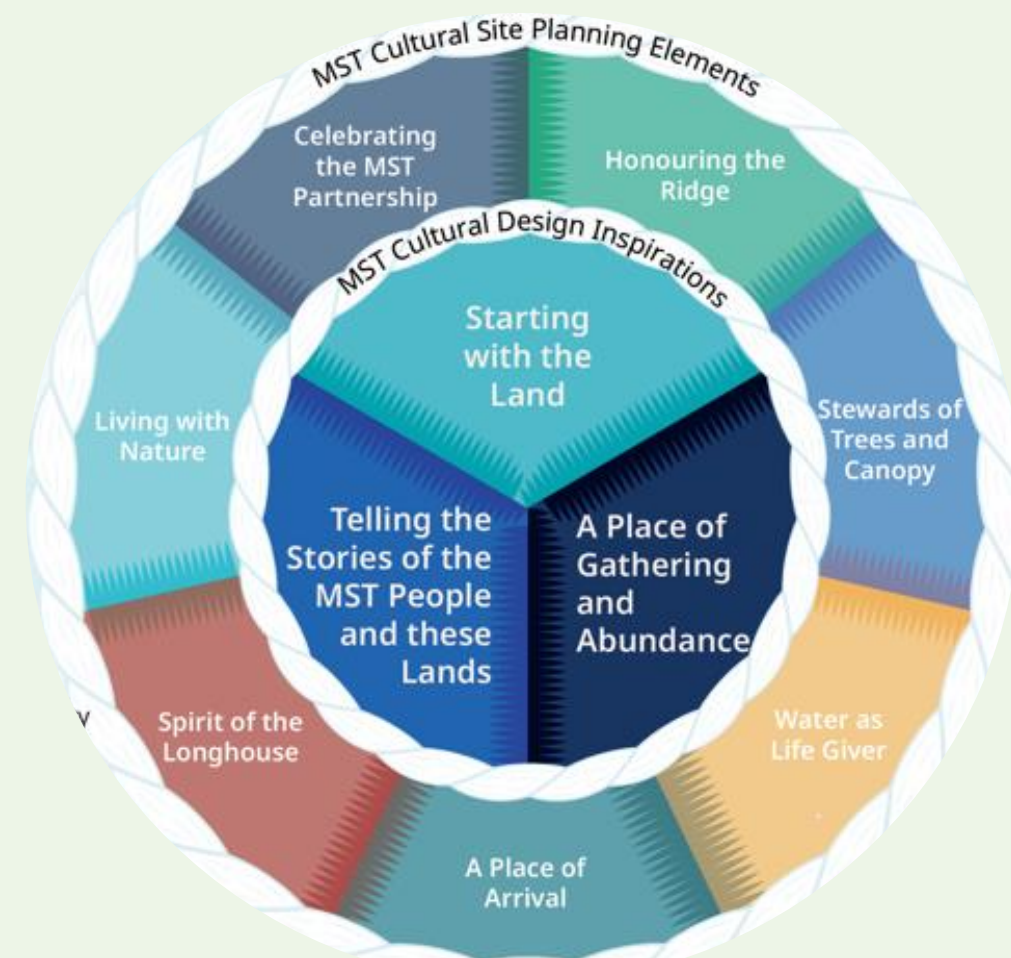 MST Cultural Site Planning Elements
Celebrating
the MST
Partnership
Honouring the
Ridge
MST Cultural Design Inspirations
Starting
with the
Land
Living with
Nature
Stewards of
Trees and
Canopy
Telling the
Stories of the
MST People
and these
Lands
A Place of
Gathering
and
Abundance
Spirit of the
Longhouse
Water as
Life Giver
A Place of
Arrival